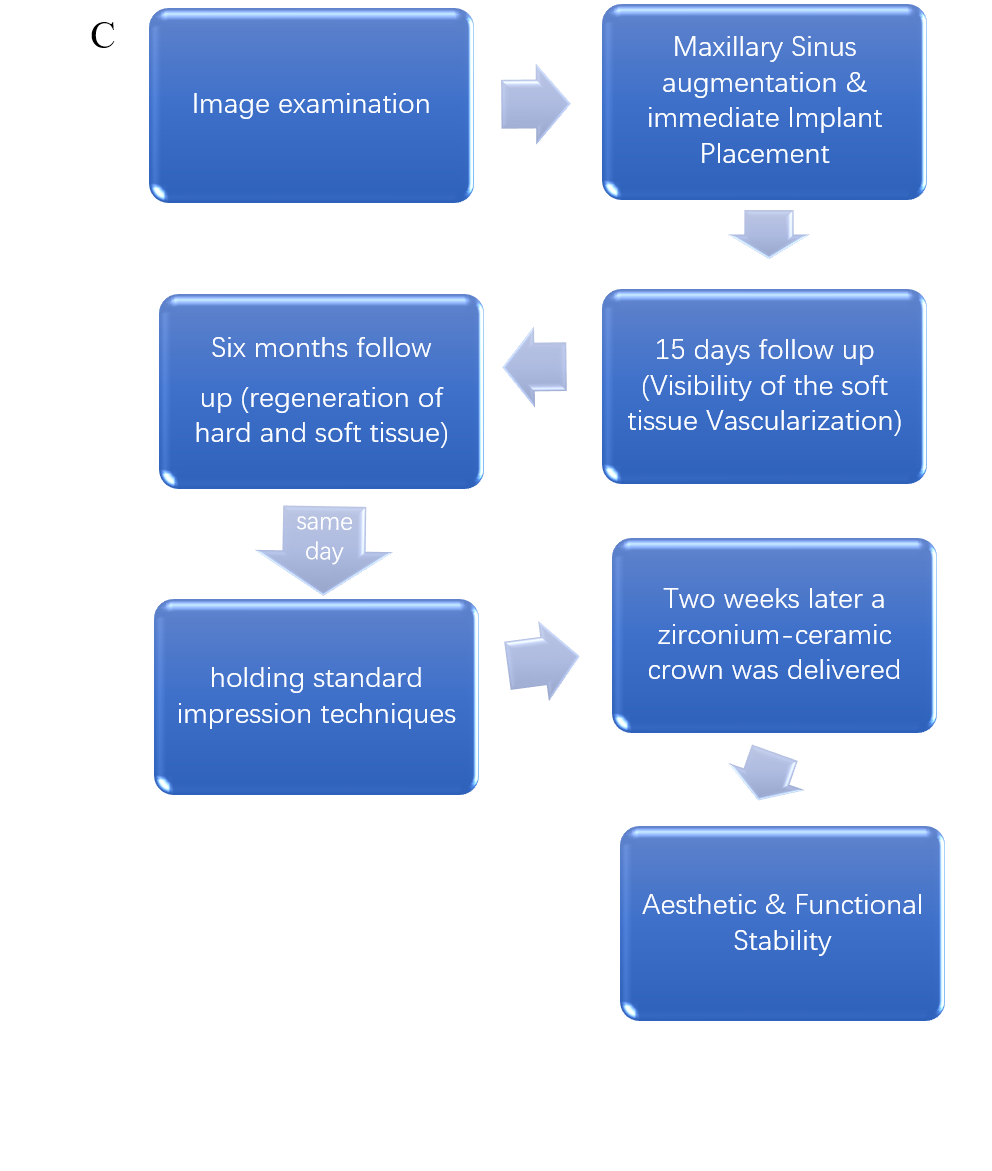 C
Image examination
Maxillary Sinus
augmentation &
immediate Implant
Placement
15 days follow up
(Visibility of the soft
tissue Vascularization)
Six months follow
up (regeneration of
hard and soft tissue)
same
day
holding standard
impression techniques
Two weeks later a
zirconium-ceramic
crown was delivered
Aesthetic & Functional
Stability